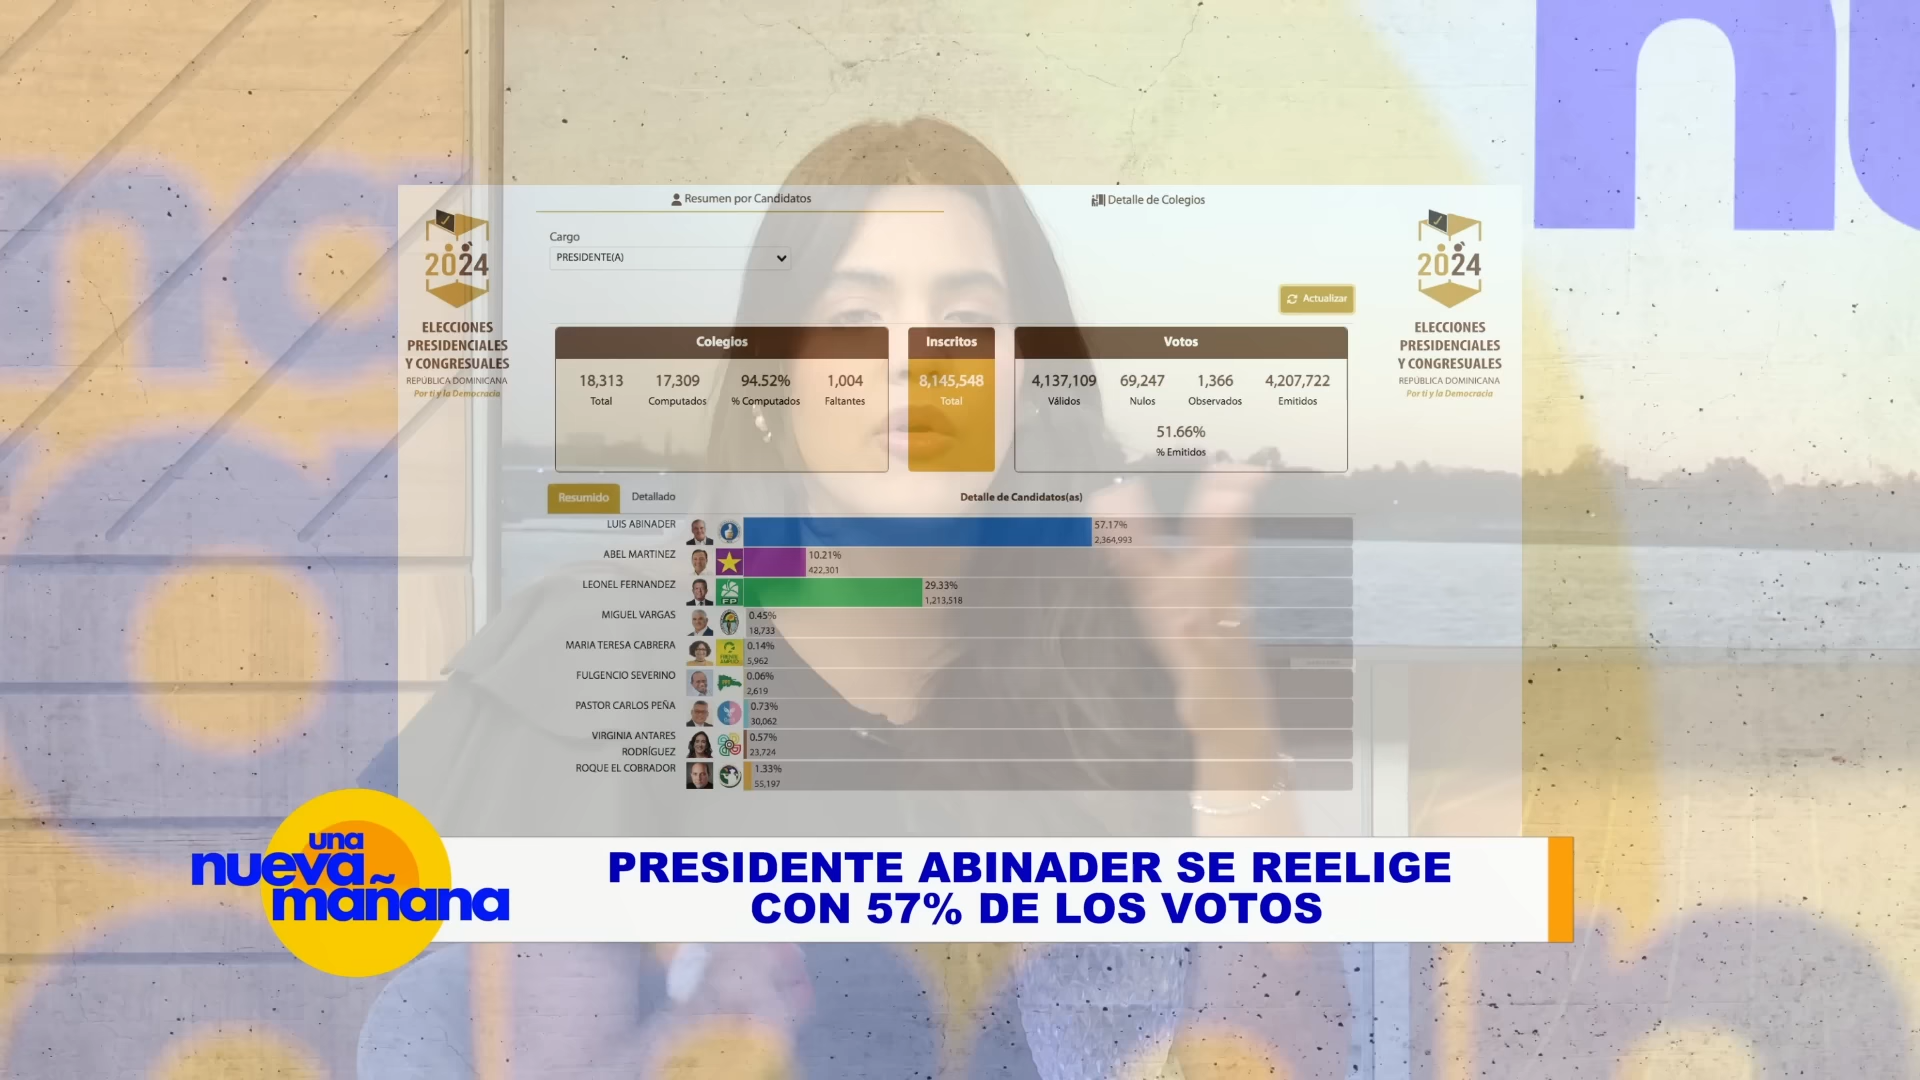 Resumen por Candidatos
Detalle de Colegios
2024
ELECCIONES
PRESIDENCIALES
Y CONGRESUALES
REPÚBLICA DOMINICANA
Por ti y la Democracia
Cargo
PRESIDENTE(A)
Actualizar
2024
ELECCIONES
PRESIDENCIALES
Y CONGRESUALES
REPÚBLICA DOMINICANA
Por ti y la Democracia
Colegios
18,313 17,309 94.52% 1,004
Total Computados % Computados Faltantes
Inscritos
8,145,548
Total
Votos
4,137,109 69,247 1,366 4,207,722
Válidos Nulos Observados Emitidos
51.66%
% Emitidos
Resumido Detallado Detalle de Candidatos(as)
LUIS ABINADER 57.17%
2,364,993
ABEL MARTINEZ 10.21%
422,301
LEONEL FERNANDEZ FP 29.33%
1,213,518
MIGUEL VARGAS 0.45%
18,733
MARIA TERESA CABRERA 0.14%
5,962
FULGENCIO SEVERINO 0.06%
2,619
PASTOR CARLOS PEÑA 0.73%
30,062
VIRGINIA ANTARES 0.57%
RODRÍGUEZ 23,724
ROQUE EL COBRADOR 1.33%
55,197
una
nueva
mañana
PRESIDENTE ABINADER SE REELIGE
CON 57% DE LOS VOTOS